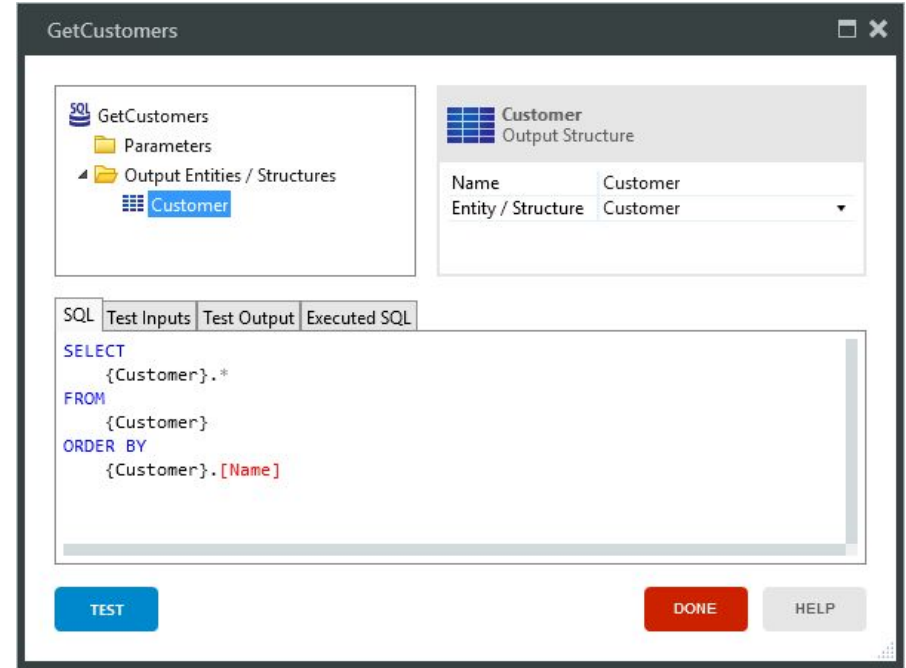 GetCustomers
SQL GetCustomers
Parameters
Output Entities / Structures
Customer
Customer
Output Structure
Name Customer
Entity / Structure Customer
SQL Test Inputs Test Output Executed SQL
SELECT
{Customer}.*
FROM
{Customer}
ORDER BY
{Customer}.[Name]
TEST DONE HELP